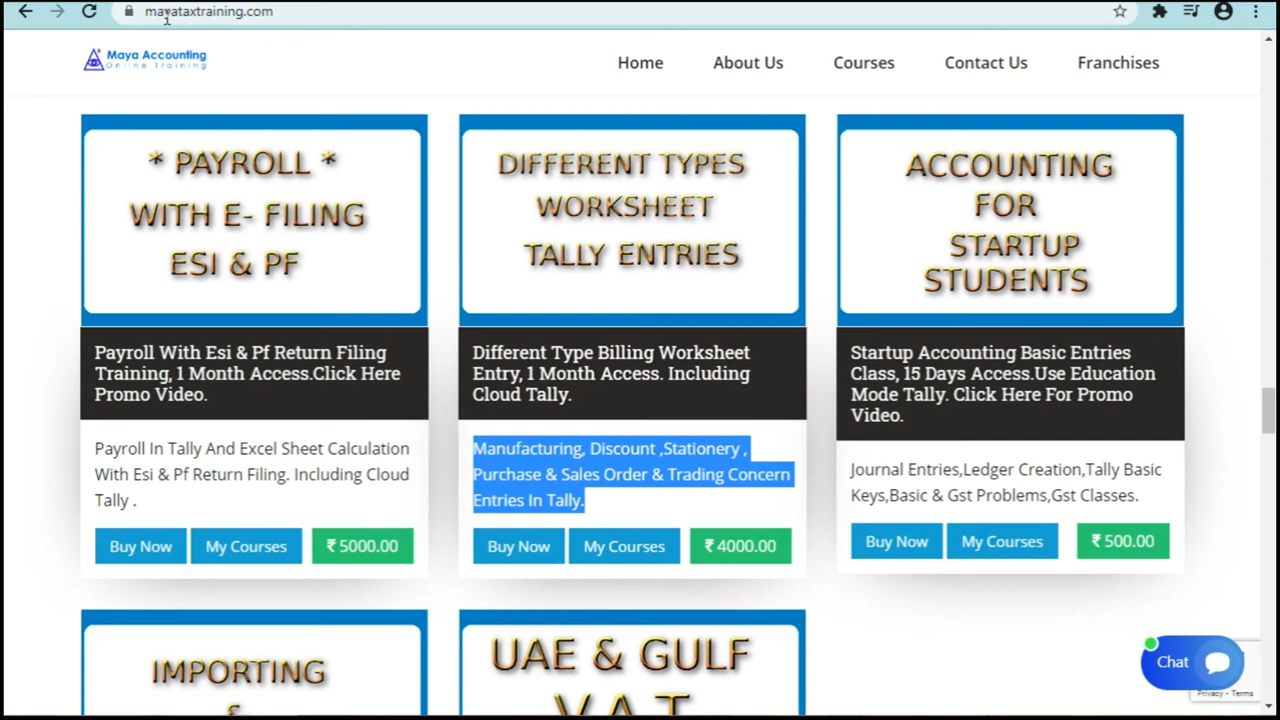 mayataxtraining.com
Maya Accounting
Online Training
Home
About Us
Courses
Contact Us
Franchises
* PAYROLL *
WITH E- FILING
ESI & PF
Payroll With Esi & Pf Return Filing
Training, 1 Month Access.Click Here
Promo Video.
Payroll In Tally And Excel Sheet Calculation
With Esi & Pf Return Filing. Including Cloud
Tally .
Buy Now
My Courses
₹ 5000.00
DIFFERENT TYPES
WORKSHEET
TALLY ENTRIES
Different Type Billing Worksheet
Entry, 1 Month Access. Including
Cloud Tally.
Manufacturing, Discount ,Stationery ,
Purchase & Sales Order & Trading Concern
Entries In Tally.
Buy Now
My Courses
₹ 4000.00
ACCOUNTING
FOR
STARTUP
STUDENTS
Startup Accounting Basic Entries
Class, 15 Days Access.Use Education
Mode Tally. Click Here For Promo
Video.
Journal Entries,Ledger Creation,Tally Basic
Keys,Basic & Gst Problems,Gst Classes.
Buy Now
My Courses
₹ 500.00
IMPORTING
&
UAE & GULF
VAT
Chat
Privacy - Terms